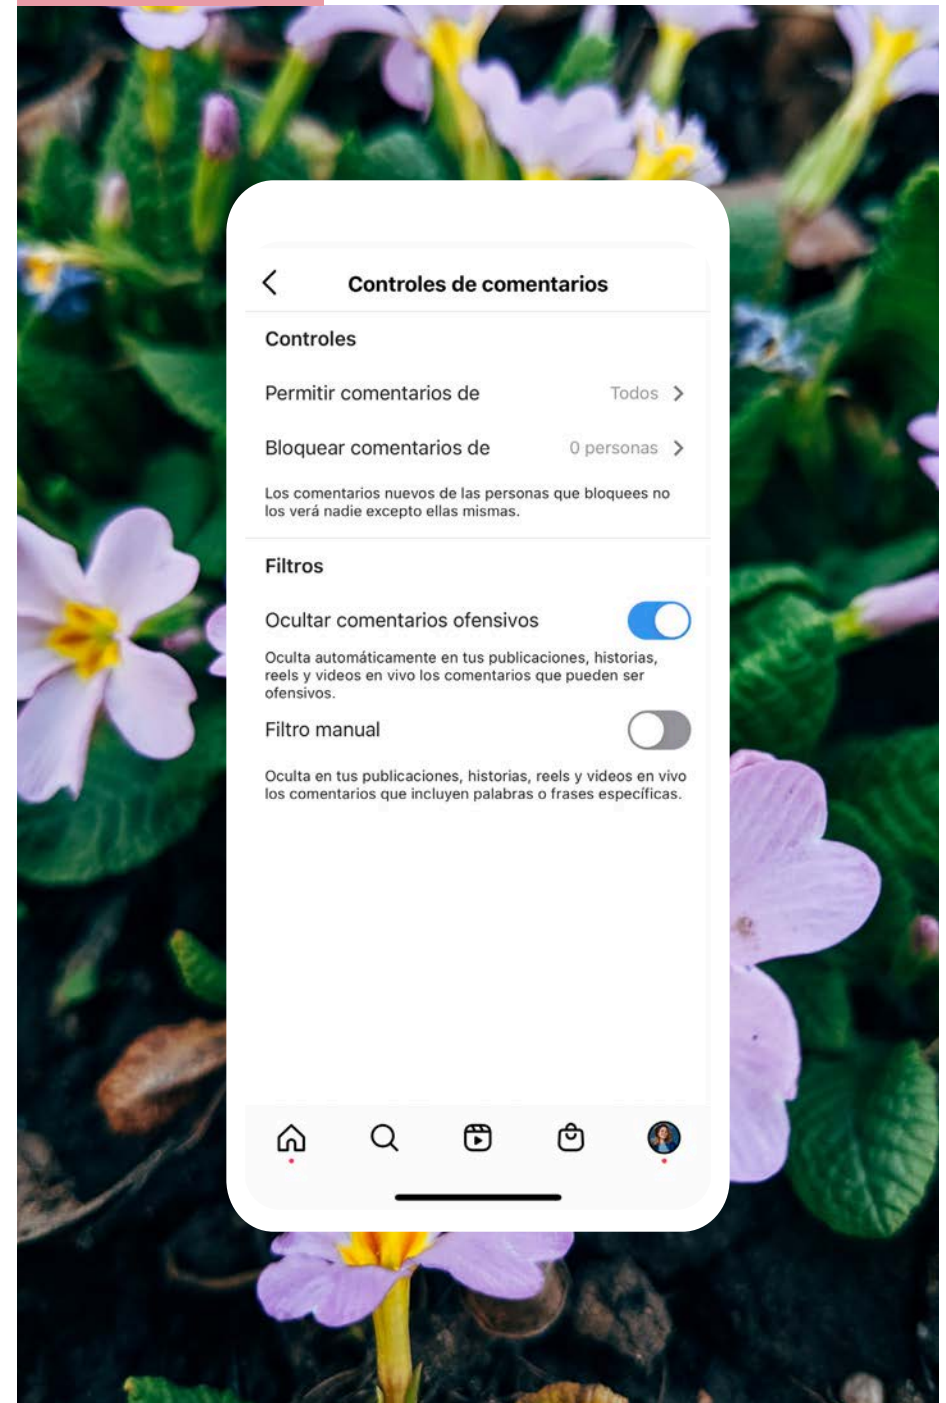 Controles de comentarios
Controles
Permitir comentarios de Todos
Bloquear comentarios de 0 personas
Los comentarios nuevos de las personas que bloquees no
los verá nadie excepto ellas mismas.
Filtros
Ocultar comentarios ofensivos
Oculta automáticamente en tus publicaciones, historias,
reels y videos en vivo los comentarios que pueden ser
ofensivos.
Filtro manual
Oculta en tus publicaciones, historias, reels y videos en vivo
los comentarios que incluyen palabras o frases específicas.